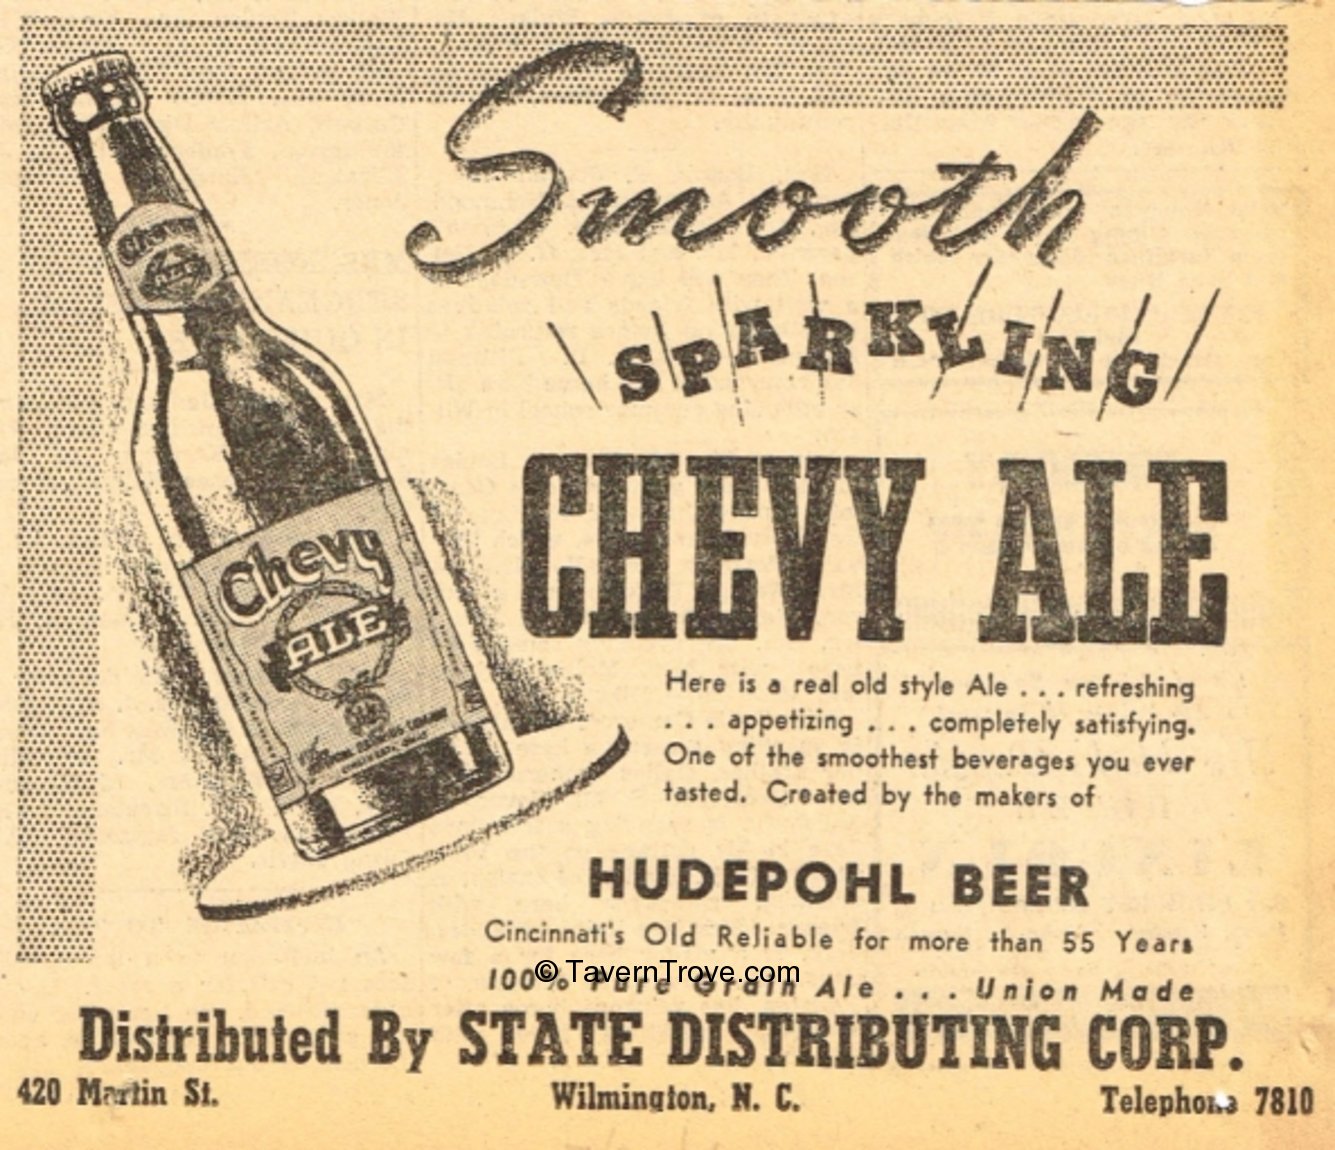 Smooth
SPARKLING
CHEVY ALE
Chevy
ALE
Chevy
ALE
Here is a real old style Ale . . . refreshing
. . . appetizing . . . completely satisfying.
One of the smoothest beverages you ever
tasted. Created by the makers of
HUDEPOHL BEER
Cincinnati's Old Reliable for more than 55 Years
© TavernTrove.com
100% Pure Grain Ale . . . Union Made
Distributed By STATE DISTRIBUTING CORP.
420 Martin St. Wilmington, N. C. Telephone 7810